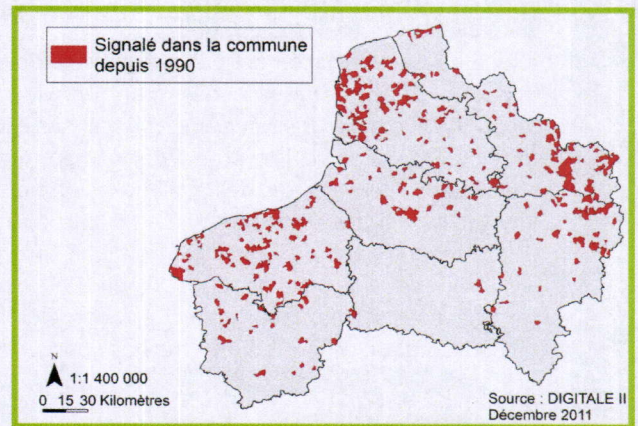 Signalé dans la commune
depuis 1990
N
1:1 400 000
0 15 30 Kilomètres
Source : DIGITALE II
Décembre 2011